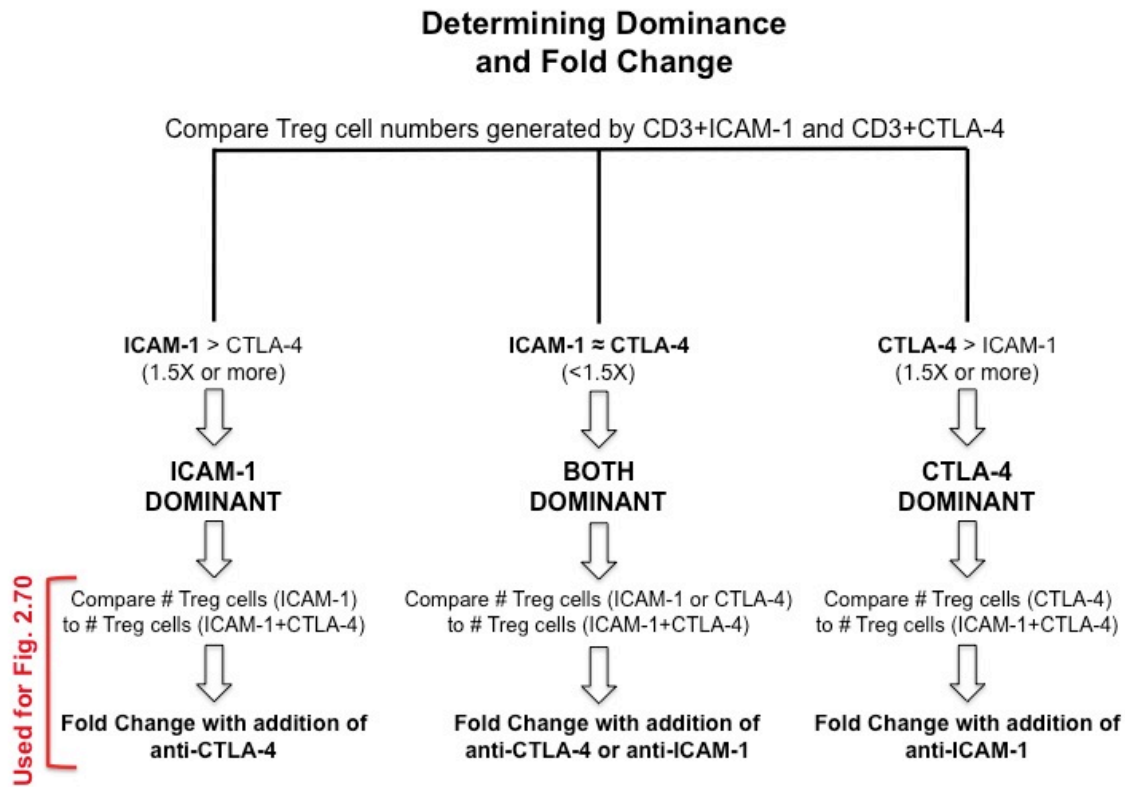 Determining Dominance
and Fold Change
Compare Treg cell numbers generated by CD3+ICAM-1 and CD3+CTLA-4
ICAM-1 > CTLA-4
(1.5X or more)
ICAM-1 ≈ CTLA-4
(<1.5X)
CTLA-4 > ICAM-1
(1.5X or more)
ICAM-1
DOMINANT
BOTH
DOMINANT
CTLA-4
DOMINANT
Used for Fig. 2.70
Compare # Treg cells (ICAM-1)
to # Treg cells (ICAM-1+CTLA-4)
Compare # Treg cells (ICAM-1 or CTLA-4)
to # Treg cells (ICAM-1+CTLA-4)
Compare # Treg cells (CTLA-4)
to # Treg cells (ICAM-1+CTLA-4)
Fold Change with addition of
anti-CTLA-4
Fold Change with addition of
anti-CTLA-4 or anti-ICAM-1
Fold Change with addition of
anti-ICAM-1